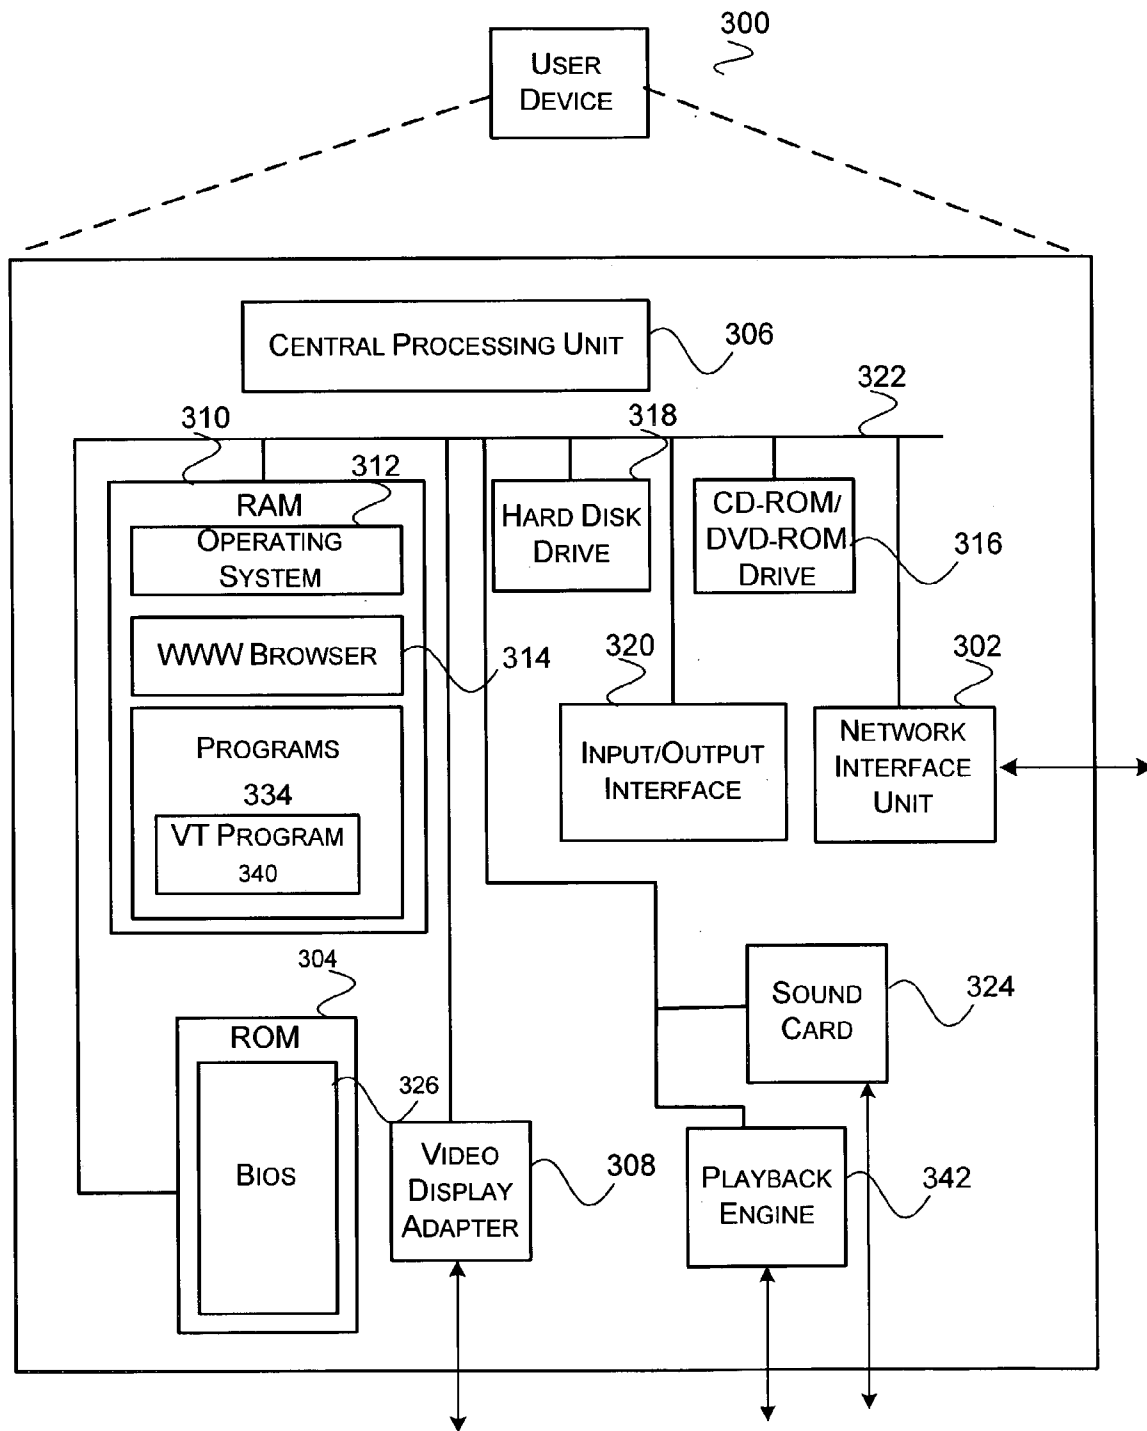 300
USER
DEVICE
CENTRAL PROCESSING UNIT
306
322
310
318
312
RAM
OPERATING
SYSTEM
HARD DISK
DRIVE
CD-ROM/
DVD-ROM
DRIVE
316
WWW BROWSER
314
320
302
PROGRAMS
334
VT PROGRAM
340
INPUT/OUTPUT
INTERFACE
NETWORK
INTERFACE
UNIT
304
ROM
326
BIOS
SOUND
CARD
324
VIDEO
DISPLAY
ADAPTER
308
PLAYBACK
ENGINE
342